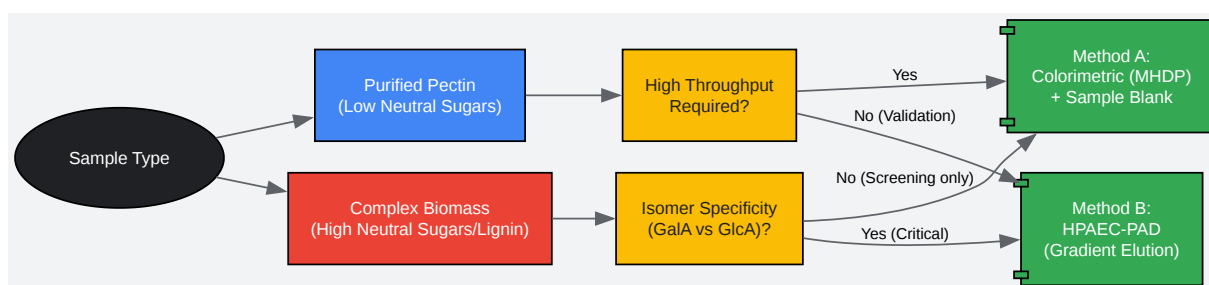 Sample Type
Purified Pectin
(Low Neutral Sugars)
High Throughput
Required?
Yes
No (Validation)
Method A:
Colorimetric (MHDP)
+ Sample Blank
Complex Biomass
(High Neutral Sugars/Lignin)
Isomer Specificity
(GalA vs GlcA)?
No (Screening only)
Yes (Critical)
Method B:
HPAEC-PAD
(Gradient Elution)